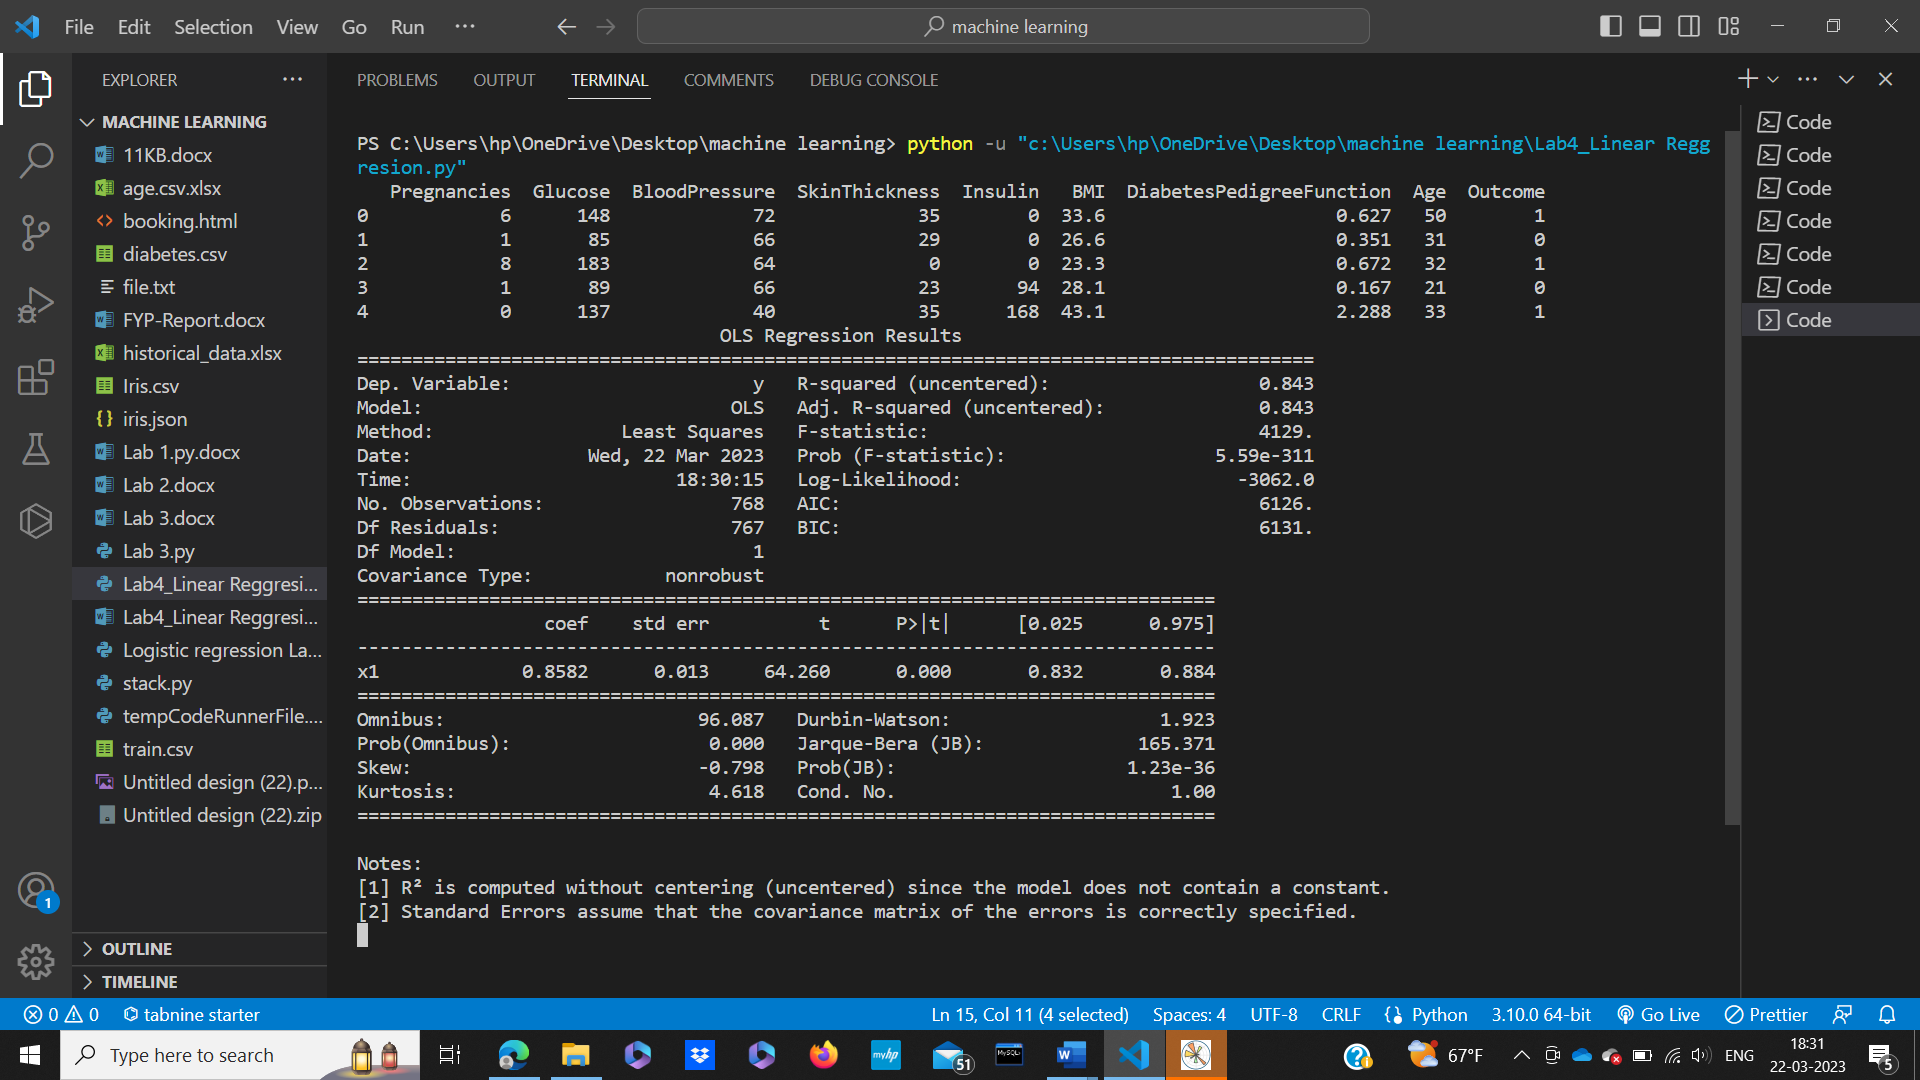 File Edit Selection View Go Run ··· machine learning
EXPLORER ···
MACHINE LEARNING
11KB.docx
age.csv.xlsx
booking.html
diabetes.csv
file.txt
FYP-Report.docx
historical_data.xlsx
Iris.csv
iris.json
Lab 1.py.docx
Lab 2.docx
Lab 3.docx
Lab 3.py
Lab4_Linear Reggresi...
Lab4_Linear Reggresi...
Logistic regression La...
stack.py
tempCodeRunnerFile....
train.csv
Untitled design (22).p...
Untitled design (22).zip
OUTLINE
TIMELINE
1
PROBLEMS OUTPUT TERMINAL COMMENTS DEBUG CONSOLE
PS C:\Users\hp\OneDrive\Desktop\machine learning> python -u "c:\Users\hp\OneDrive\Desktop\machine learning\Lab4_Linear Regg
resion.py"
Pregnancies Glucose BloodPressure SkinThickness Insulin BMI DiabetesPedigreeFunction Age Outcome
0 6 148 72 35 0 33.6 0.627 50 1
1 1 85 66 29 0 26.6 0.351 31 0
2 8 183 64 0 0 23.3 0.672 32 1
3 1 89 66 23 94 28.1 0.167 21 0
4 0 137 40 35 168 43.1 2.288 33 1
OLS Regression Results
=======================================================================================
Dep. Variable: y R-squared (uncentered): 0.843
Model: OLS Adj. R-squared (uncentered): 0.843
Method: Least Squares F-statistic: 4129.
Date: Wed, 22 Mar 2023 Prob (F-statistic): 5.59e-311
Time: 18:30:15 Log-Likelihood: -3062.0
No. Observations: 768 AIC: 6126.
Df Residuals: 767 BIC: 6131.
Df Model: 1
Covariance Type: nonrobust
==============================================================================
coef std err t P>|t| [0.025 0.975]
------------------------------------------------------------------------------
x1 0.8582 0.013 64.260 0.000 0.832 0.884
==============================================================================
Omnibus: 96.087 Durbin-Watson: 1.923
Prob(Omnibus): 0.000 Jarque-Bera (JB): 165.371
Skew: -0.798 Prob(JB): 1.23e-36
Kurtosis: 4.618 Cond. No. 1.00
==============================================================================
Notes:
[1] R² is computed without centering (uncentered) since the model does not contain a constant.
[2] Standard Errors assume that the covariance matrix of the errors is correctly specified.
Code
Code
Code
Code
Code
Code
Code
0 0 tabnine starter Ln 15, Col 11 (4 selected) Spaces: 4 UTF-8 CRLF Python 3.10.0 64-bit Go Live Prettier
Type here to search myhp 51 MySQL 67°F ENG 18:31
22-03-2023 5